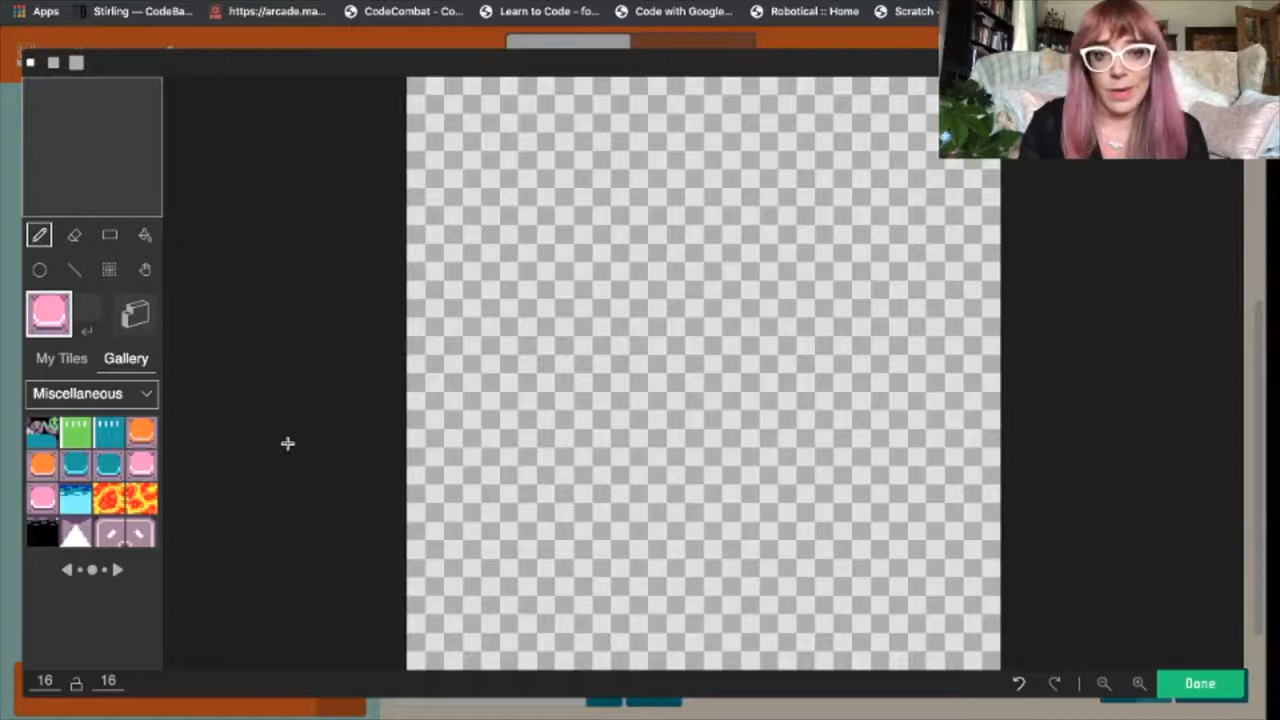 Apps
Stirling — CodeBa...
https://arcade.ma...
CodeCombat - Co...
Learn to Code - fo...
Code with Google...
Robotical :: Home
Scratch -
My Tiles
Gallery
Miscellaneous
16
16
Done